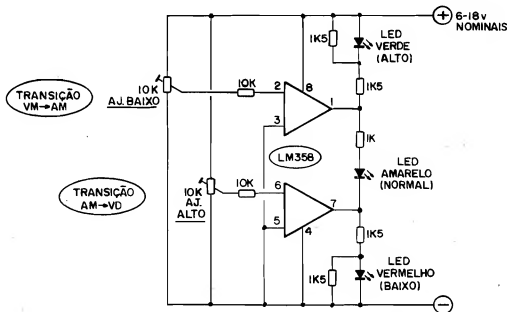 6-18v
NOMINAIS
LED
VERDE
(ALTO)
1K5
1K5
TRANSIÇÃO
VM→AM
10K
AJ. BAIXO
10K
2
8
1
3
1K
LM358
LED
AMARELO
(NORMAL)
TRANSIÇÃO
AM→VD
10K
AJ.
ALTO
10K
6
7
5
4
1K5
1K5
LED
VERMELHO
(BAIXO)